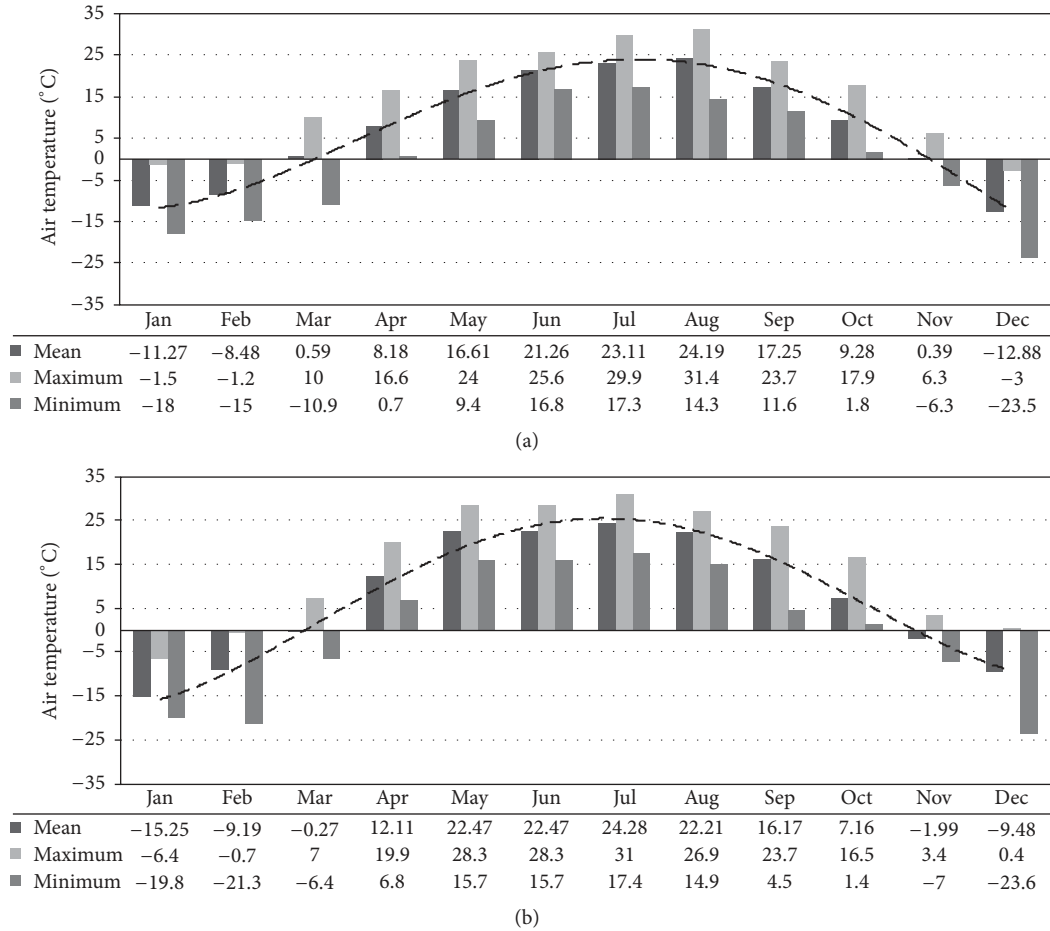 35
25
15
5
0
−5
−15
−25
−35
Air temperature (°C)
Jan Feb Mar Apr May Jun Jul Aug Sep Oct Nov Dec
Mean −11.27 −8.48 0.59 8.18 16.61 21.26 23.11 24.19 17.25 9.28 0.39 −12.88
Maximum −1.5 −1.2 10 16.6 24 25.6 29.9 31.4 23.7 17.9 6.3 −3
Minimum −18 −15 −10.9 0.7 9.4 16.8 17.3 14.3 11.6 1.8 −6.3 −23.5
(a)
35
25
15
5
0
−5
−15
−25
−35
Air temperature (°C)
Jan Feb Mar Apr May Jun Jul Aug Sep Oct Nov Dec
Mean −15.25 −9.19 −0.27 12.11 22.47 22.47 24.28 22.21 16.17 7.16 −1.99 −9.48
Maximum −6.4 −0.7 7 19.9 28.3 28.3 31 26.9 23.7 16.5 3.4 0.4
Minimum −19.8 −21.3 −6.4 6.8 15.7 15.7 17.4 14.9 4.5 1.4 −7 −23.6
(b)